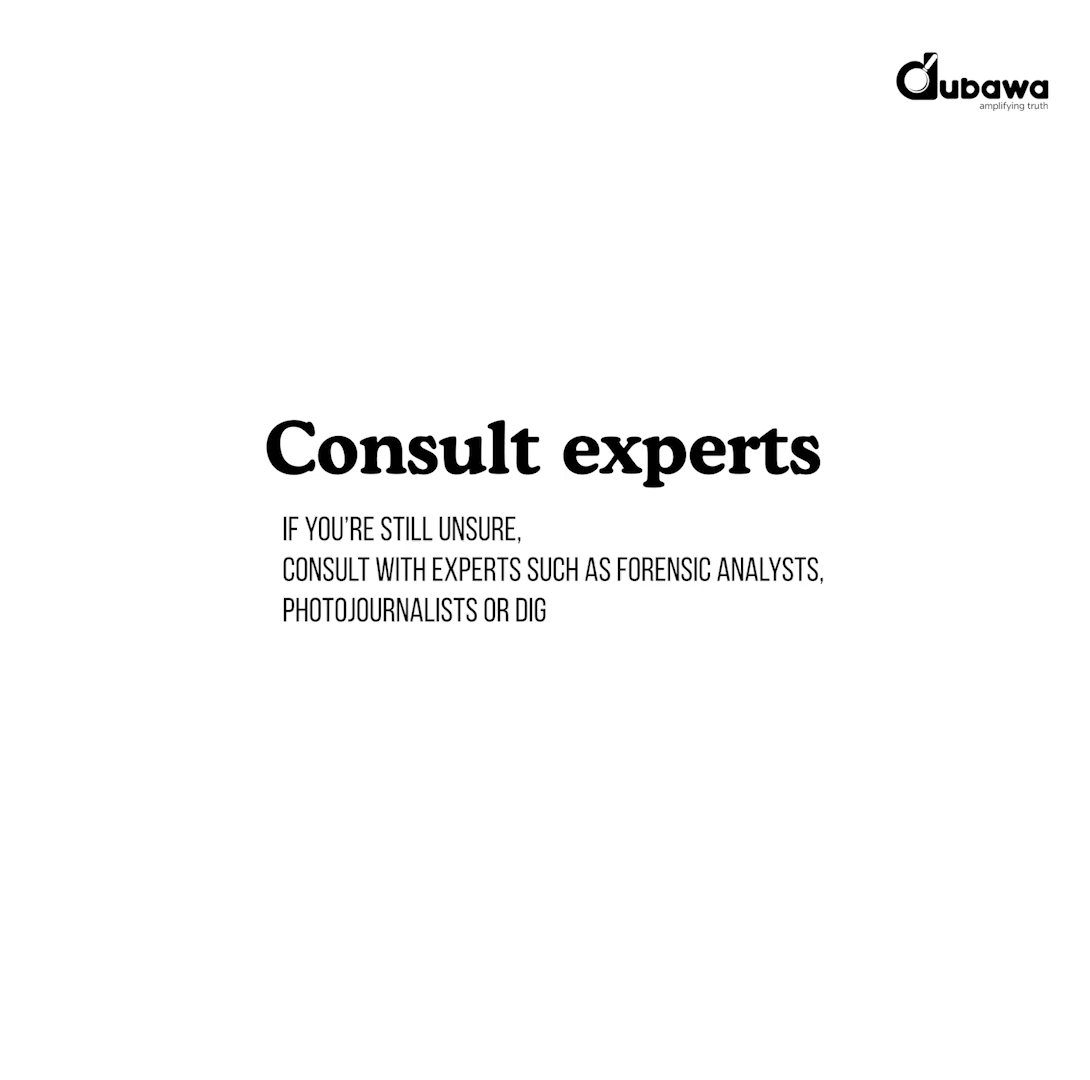 dubawa
amplifying truth
Consult experts
IF YOU’RE STILL UNSURE,
CONSULT WITH EXPERTS SUCH AS FORENSIC ANALYSTS,
PHOTOJOURNALISTS OR DIG